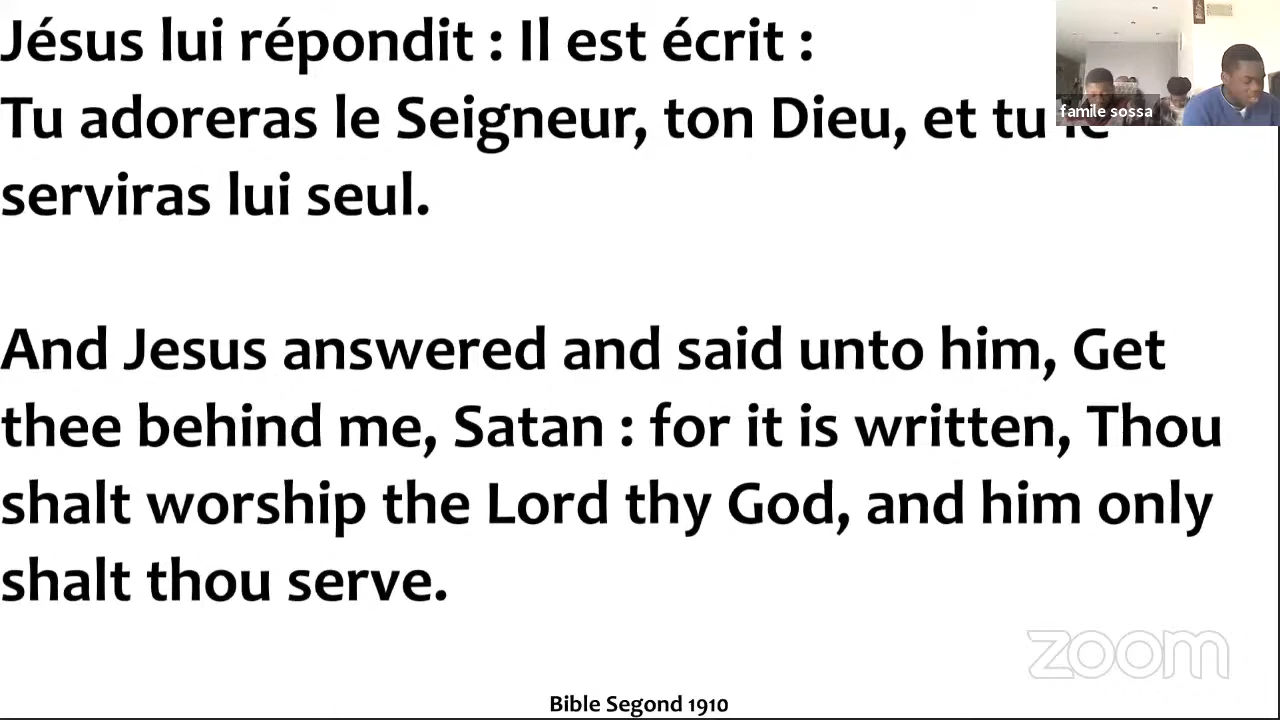 Jésus lui répondit : Il est écrit :
Tu adoreras le Seigneur, ton Dieu, et tu le
serviras lui seul.
And Jesus answered and said unto him, Get
thee behind me, Satan : for it is written, Thou
shalt worship the Lord thy God, and him only
shalt thou serve.
famile sossa
zoom
Bible Segond 1910